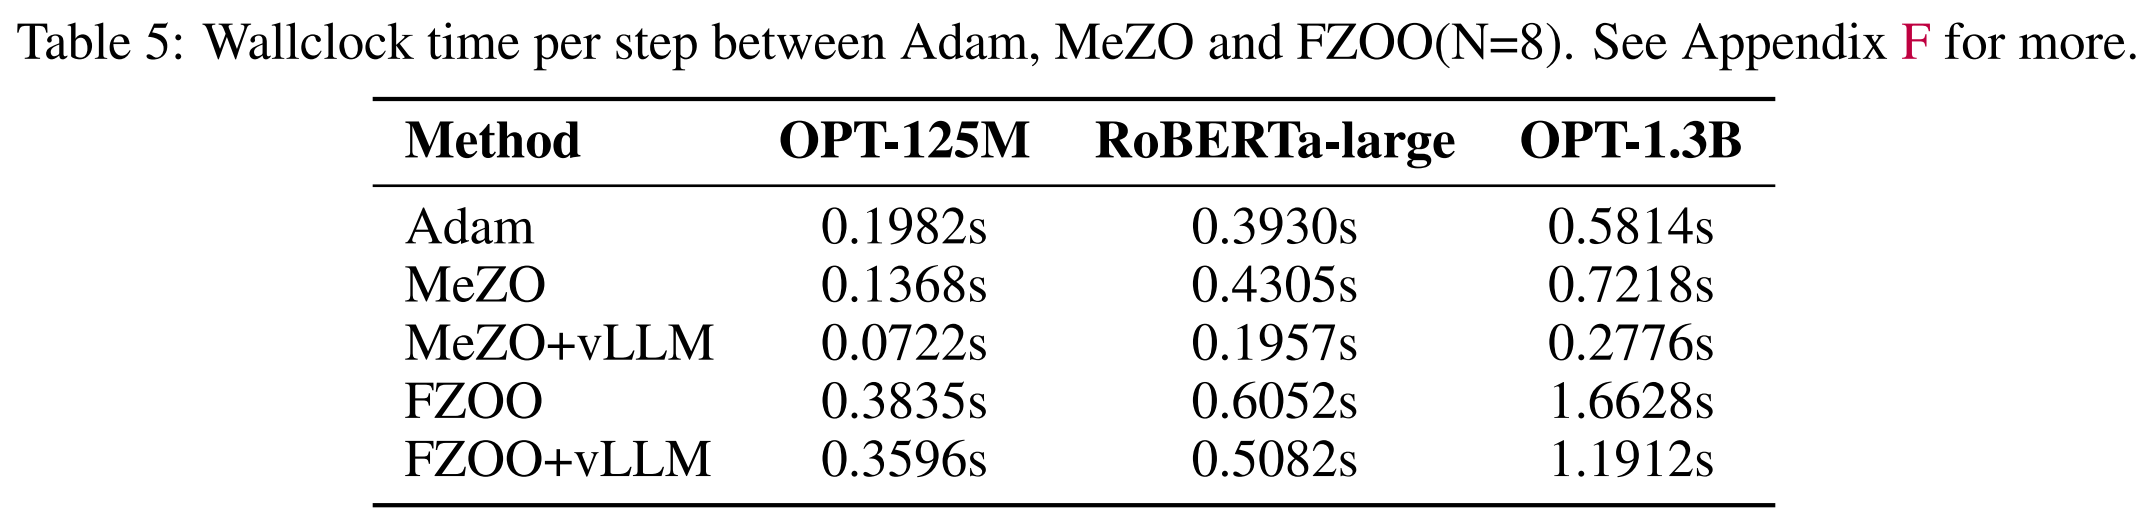 Table 5: Wallclock time per step between Adam, MeZO and FZOO(N=8). See Appendix F for more.
Method OPT-125M RoBERTa-large OPT-1.3B
Adam 0.1982s 0.3930s 0.5814s
MeZO 0.1368s 0.4305s 0.7218s
MeZO+vLLM 0.0722s 0.1957s 0.2776s
FZOO 0.3835s 0.6052s 1.6628s
FZOO+vLLM 0.3596s 0.5082s 1.1912s